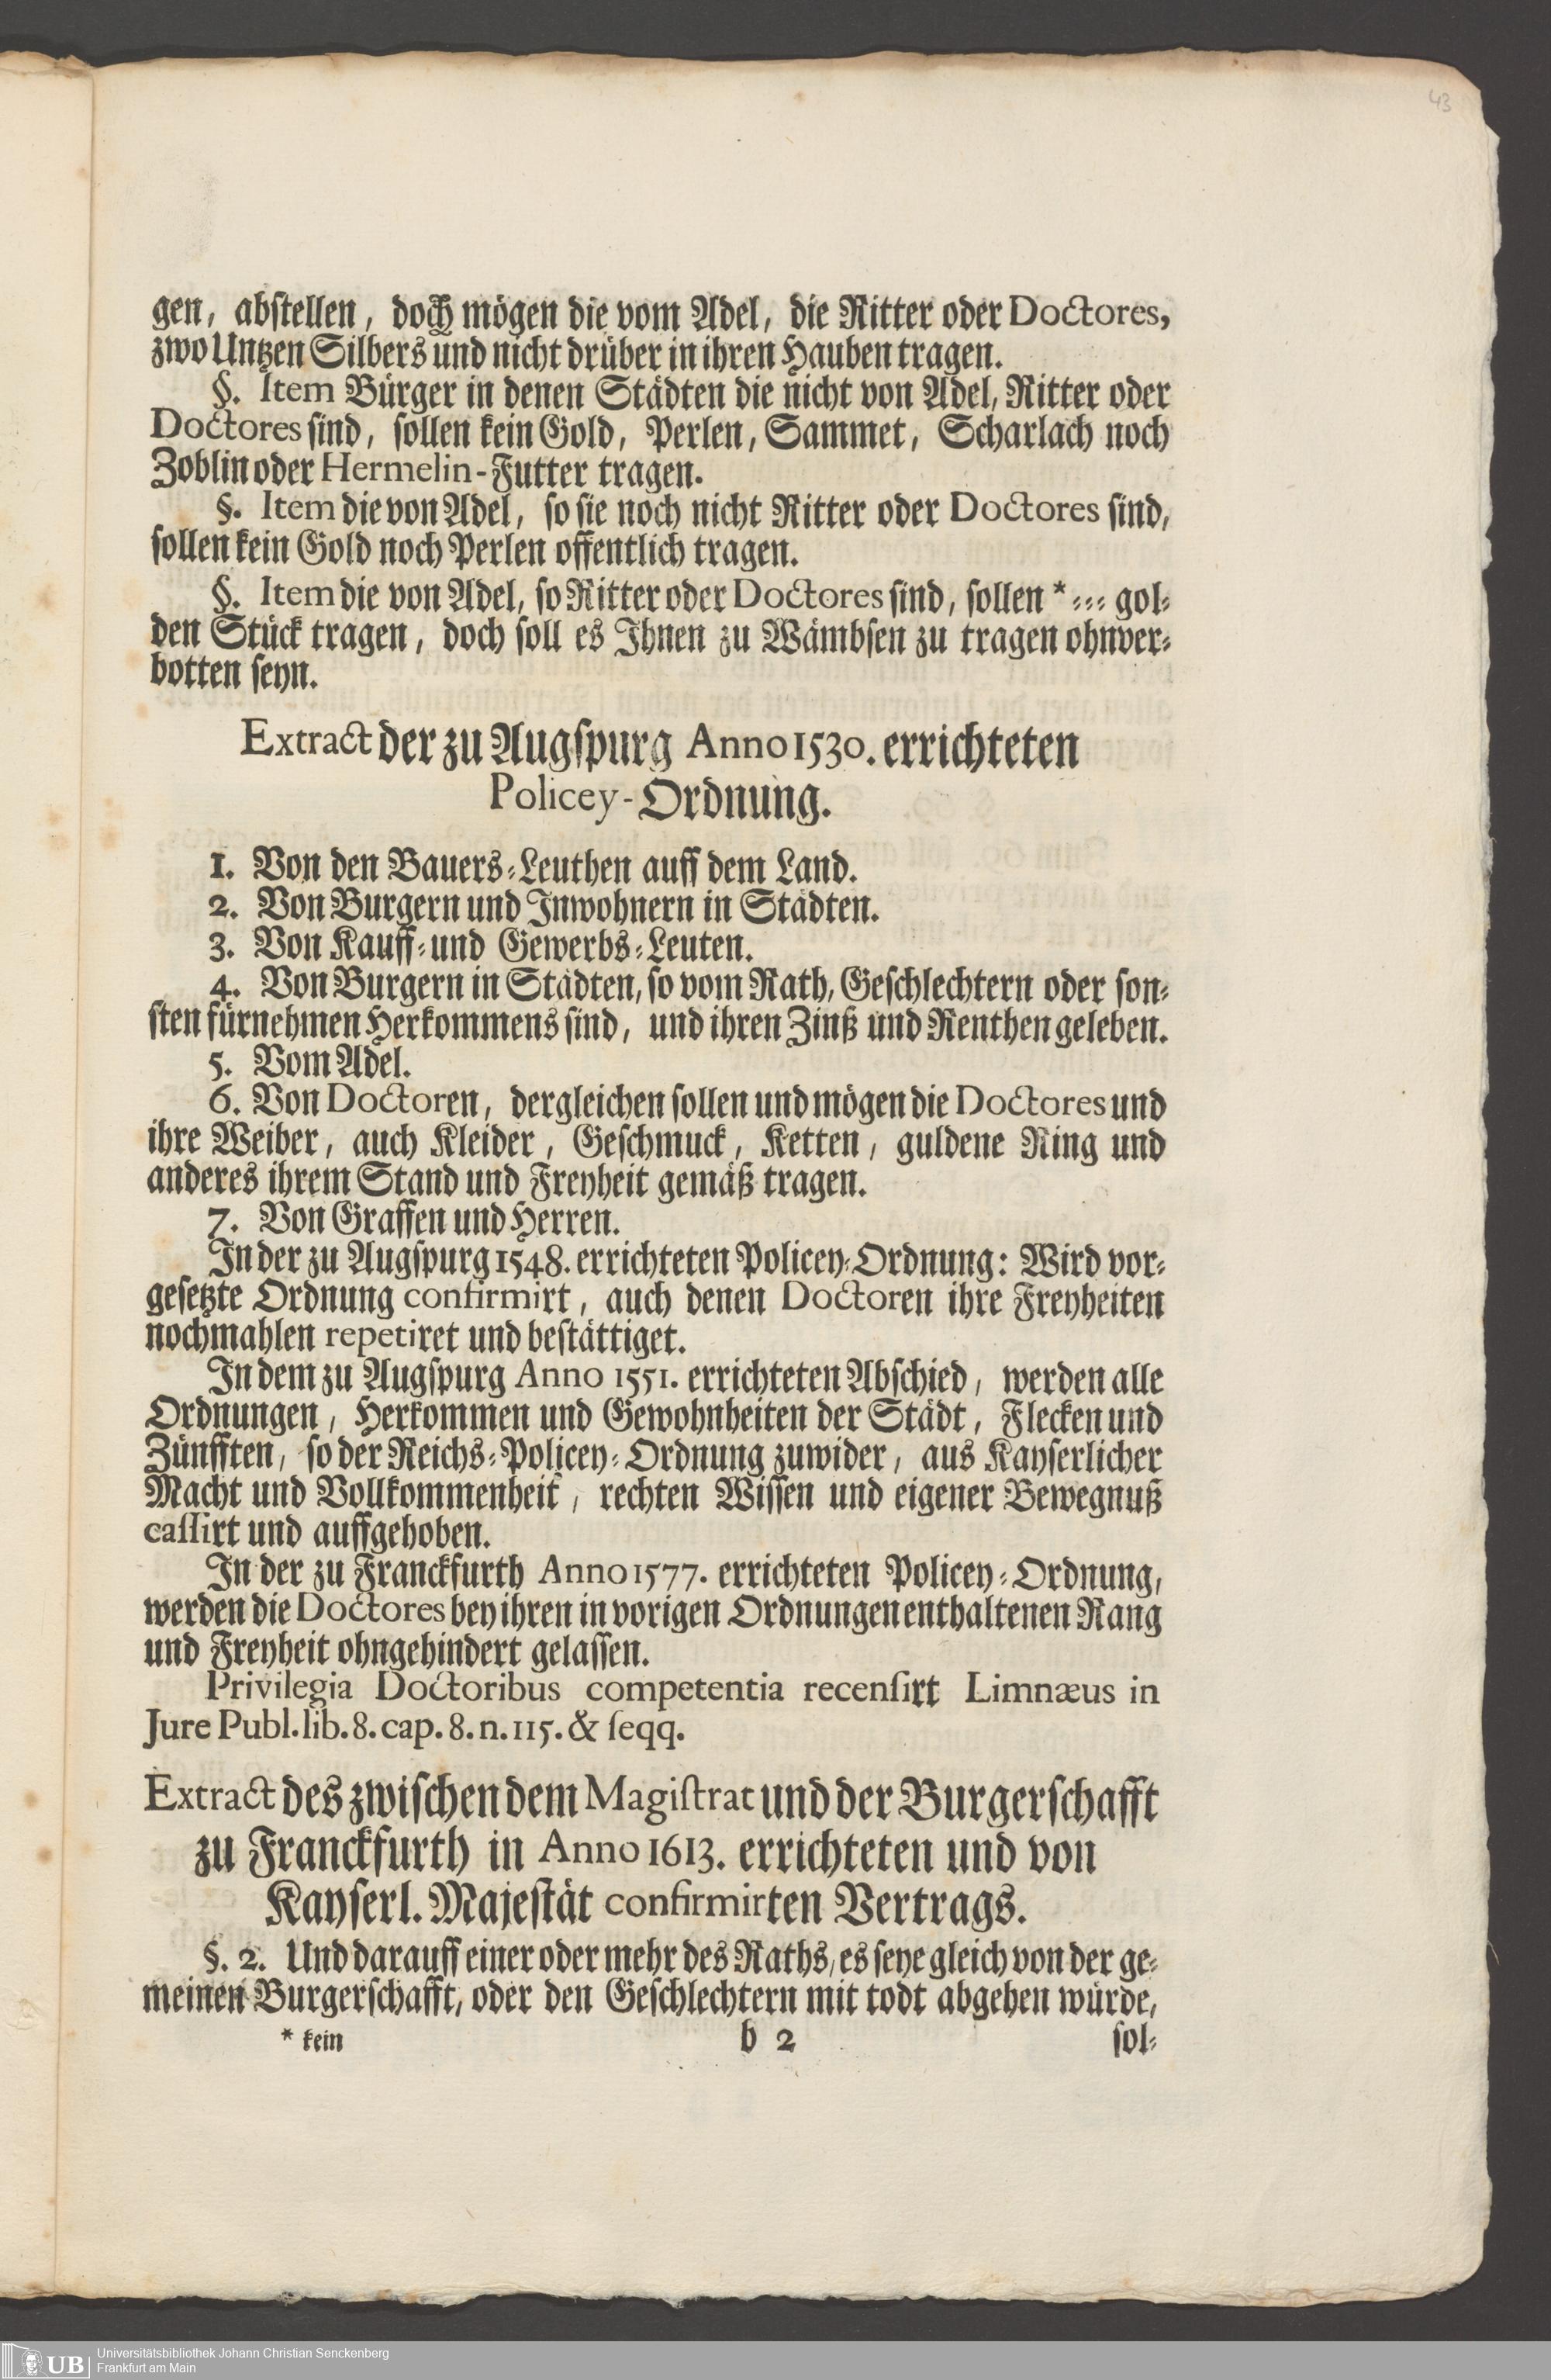 43
gen, abstellen, doch mögen die vom Adel, die Ritter oder Doctores,
zwo Untzen Silbers und nicht drüber in ihren Hauben tragen.
§. Item Bürger in denen Städten die nicht von Adel, Ritter oder
Doctores sind, sollen kein Gold, Perlen, Sammet, Scharlach noch
Zoblin oder Hermelin-Futter tragen.
§. Item die von Adel, so sie noch nicht Ritter oder Doctores sind,
sollen kein Gold noch Perlen offentlich tragen.
§. Item die von Adel, so Ritter oder Doctores sind, sollen * ⸗⸗⸗ gol⸗
den Stück tragen, doch soll es Ihnen zu Wämbsen zu tragen ohnver⸗
botten seyn.
Extract der zu Augspurg Anno 1530. errichteten
Policey-Ordnung.
1. Von den Bauers⸗Leuthen auff dem Land.
2. Von Burgern und Inwohnern in Städten.
3. Von Kauff⸗ und Gewerbs⸗Leuten.
4. Von Burgern in Städten, so vom Rath, Geschlechtern oder son⸗
sten fürnehmen Herkommens sind, und ihren Zinß und Renthen geleben.
5. Vom Adel.
6. Von Doctoren, dergleichen sollen und mögen die Doctores und
ihre Weiber, auch Kleider, Geschmuck, Ketten, guldene Ring und
anderes ihrem Stand und Freyheit gemäß tragen.
7. Von Graffen und Herren.
In der zu Augspurg 1548. errichteten Policey⸗Ordnung: Wird vor⸗
gesetzte Ordnung confirmirt, auch denen Doctoren ihre Freyheiten
nochmahlen repetiret und bestättiget.
In dem zu Augspurg Anno 1551. errichteten Abschied, werden alle
Ordnungen, Herkommen und Gewohnheiten der Städt, Flecken und
Zünfften, so der Reichs⸗Policey⸗Ordnung zuwider, aus Kayserlicher
Macht und Vollkommenheit, rechten Wissen und eigener Bewegnuß
cassirt und auffgehoben.
In der zu Franckfurth Anno 1577. errichteten Policey⸗Ordnung,
werden die Doctores bey ihren in vorigen Ordnungen enthaltenen Rang
und Freyheit ohngehindert gelassen.
Privilegia Doctoribus competentia recensirt Limnæus in
Jure Publ. lib. 8. cap. 8. n. 115. & seqq.
Extract des zwischen dem Magistrat und der Burgerschafft
zu Franckfurth in Anno 1613. errichteten und von
Kayserl. Majestät confirmirten Vertrags.
§. 2. Und darauff einer oder mehr des Raths, es seye gleich von der ge⸗
meinen Burgerschafft, oder den Geschlechtern mit todt abgehen würde,
* kein b 2 sol⸗
UB Universitätsbibliothek Johann Christian Senckenberg
Frankfurt am Main